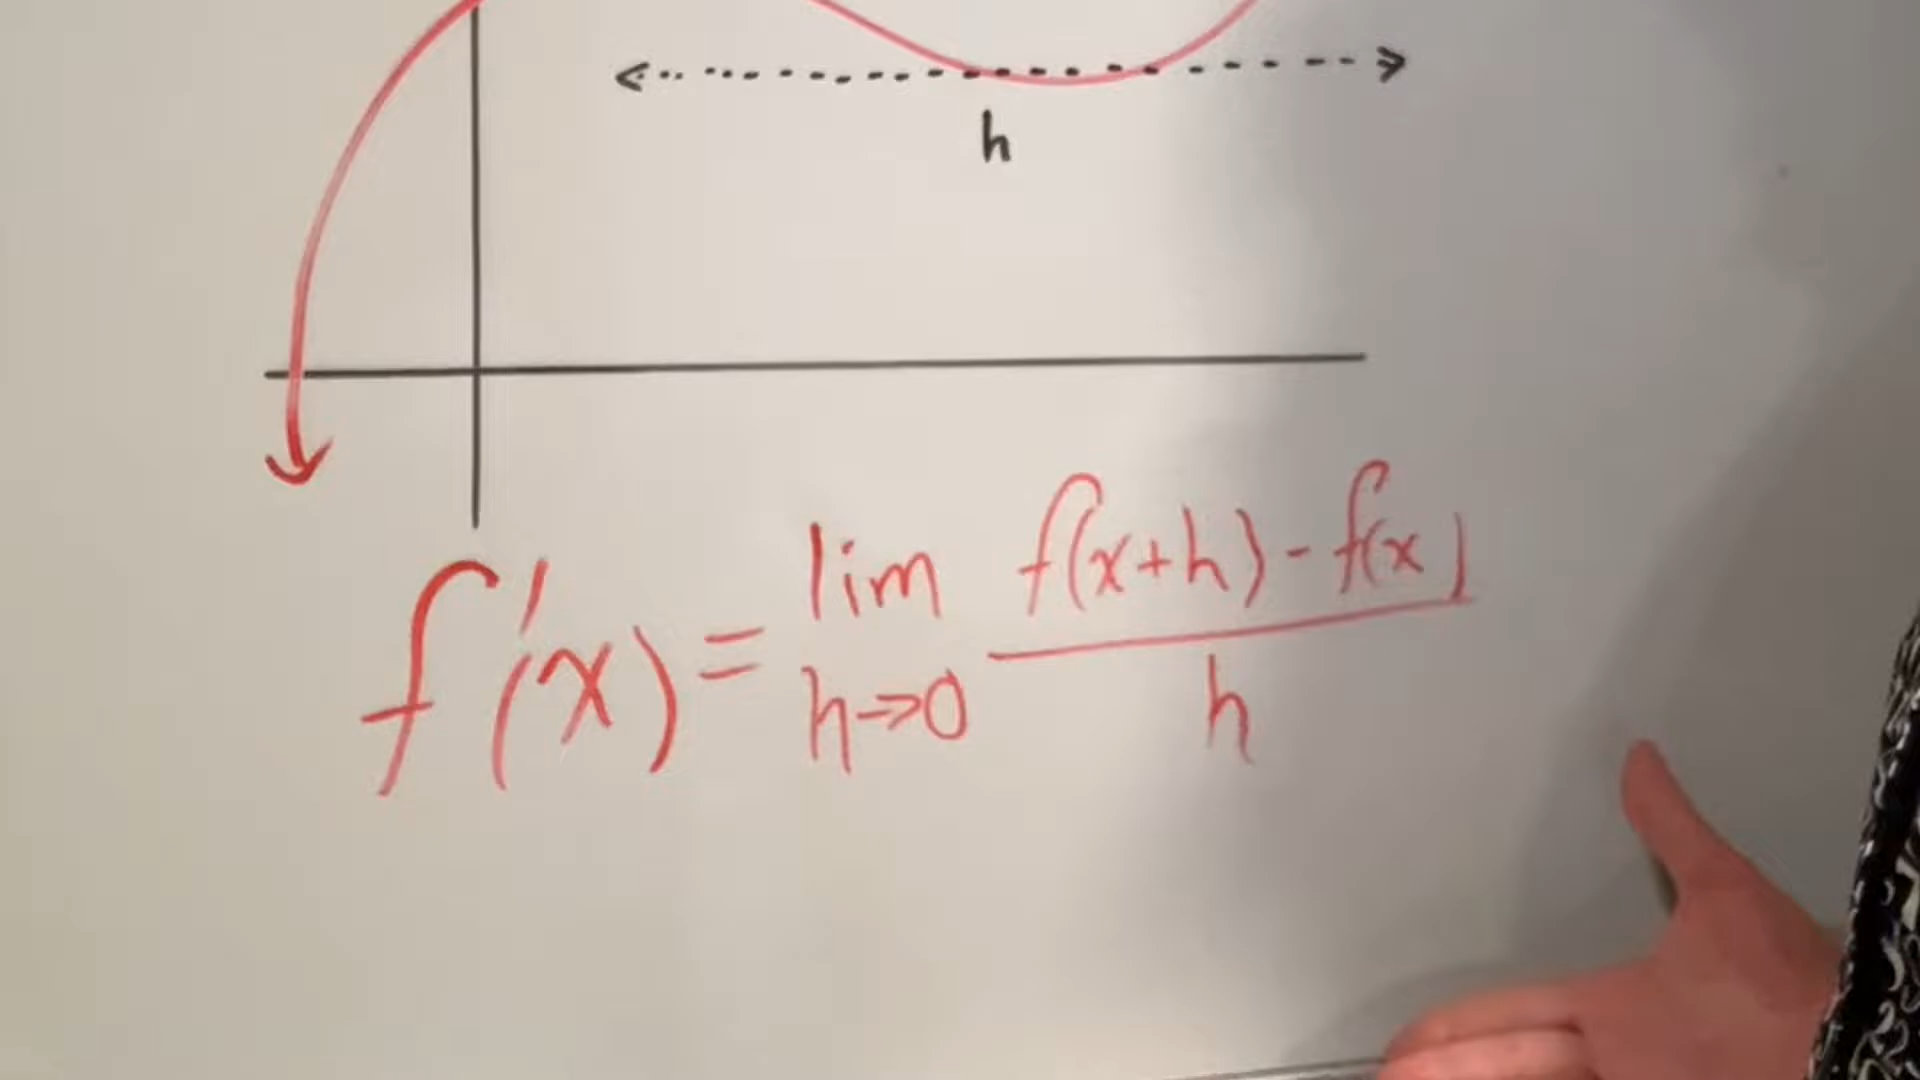 h
f'(x) = lim h→0 f(x+h) - f(x) / h